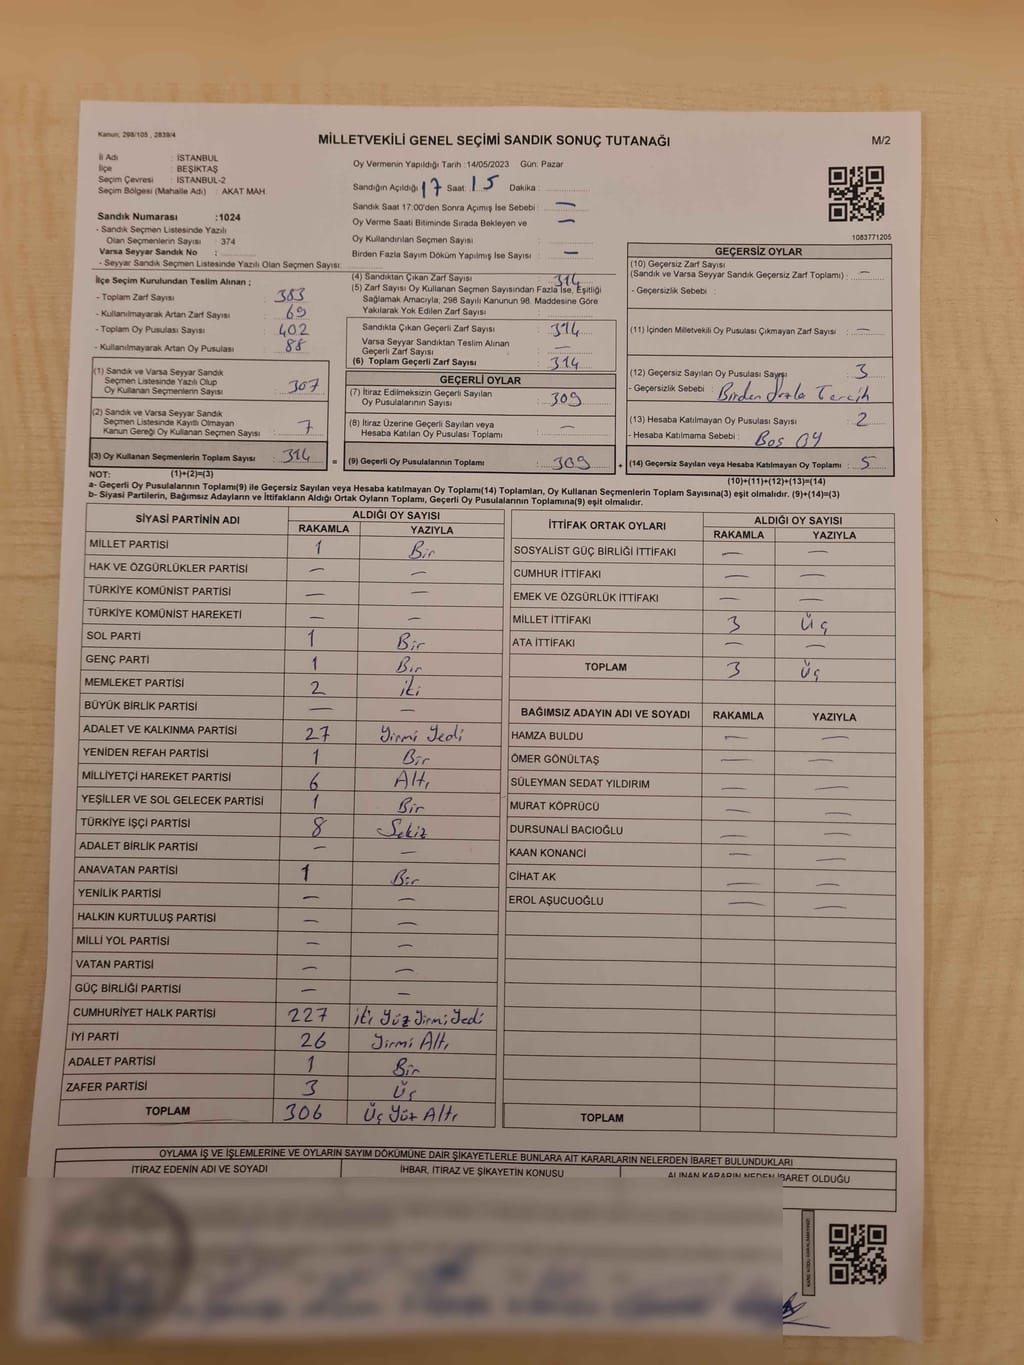 Kanun; 298/105 , 2839/4
MİLLETVEKİLİ GENEL SEÇİMİ SANDIK SONUÇ TUTANAĞI
M/2
İl Adı : İSTANBUL
İlçe : BEŞİKTAŞ
Seçim Çevresi : İSTANBUL-2
Seçim Bölgesi (Mahalle Adı) : AKAT MAH.
Oy Vermenin Yapıldığı Tarih :14/05/2023 Gün: Pazar
Sandığın Açıldığı 17 Saat 15 Dakika :
Sandık Saat 17:00'den Sonra Açımış İse Sebebi : —
Oy Verme Saati Bitiminde Sırada Bekleyen ve —
Oy Kullandırılan Seçmen Sayısı :
Birden Fazla Sayım Döküm Yapılmış İse Sayısı : —
Sandık Numarası :1024
- Sandık Seçmen Listesinde Yazılı
Olan Seçmenlerin Sayısı : 374
Varsa Seyyar Sandık No :
- Seyyar Sandık Seçmen Listesinde Yazılı Olan Seçmen Sayısı:
1083771205
İlçe Seçim Kurulundan Teslim Alınan ;
- Toplam Zarf Sayısı : 383
- Kullanılmayarak Artan Zarf Sayısı : 69
- Toplam Oy Pusulası Sayısı : 402
- Kullanılmayarak Artan Oy Pusulası : 88
(1) Sandık ve Varsa Seyyar Sandık
Seçmen Listesinde Yazılı Olup
Oy Kullanan Seçmenlerin Sayısı : 307
(2) Sandık ve Varsa Seyyar Sandık
Seçmen Listesinde Kayıtlı Olmayan
Kanun Gereği Oy Kullanan Seçmen Sayısı : 7
(3) Oy Kullanan Seçmenlerin Toplam Sayısı : 314
(4) Sandıktan Çıkan Zarf Sayısı : 314
(5) Zarf Sayısı Oy Kullanan Seçmen Sayısından Fazla İse, Eşitliği
Sağlamak Amacıyla; 298 Sayılı Kanunun 98. Maddesine Göre
Yakılarak Yok Edilen Zarf Sayısı :
Sandıkta Çıkan Geçerli Zarf Sayısı : 314
Varsa Seyyar Sandıktan Teslim Alınan
Geçerli Zarf Sayısı : —
(6) Toplam Geçerli Zarf Sayısı : 314
GEÇERLİ OYLAR
(7) İtiraz Edilmeksizin Geçerli Sayılan
Oy Pusulalarının Sayısı : 309
(8) İtiraz Üzerine Geçerli Sayılan veya
Hesaba Katılan Oy Pusulası Toplamı : —
= (9) Geçerli Oy Pusulalarının Toplamı : 309 +
GEÇERSİZ OYLAR
(10) Geçersiz Zarf Sayısı
(Sandık ve Varsa Seyyar Sandık Geçersiz Zarf Toplamı) : —
- Geçersizlik Sebebi :
(11) İçinden Milletvekili Oy Pusulası Çıkmayan Zarf Sayısı : —
(12) Geçersiz Sayılan Oy Pusulası Sayısı : 3
- Geçersizlik Sebebi : Birden fazla Tercih
(13) Hesaba Katılmayan Oy Pusulası Sayısı : 2
- Hesaba Katılmama Sebebi : Boş OY
(14) Geçersiz Sayılan veya Hesaba Katılmayan Oy Toplamı : 5
NOT: (1)+(2)=(3)
(10)+(11)+(12)+(13)=(14)
a- Geçerli Oy Pusulalarının Toplamı(9) ile Geçersiz Sayılan veya Hesaba katılmayan Oy Toplamı(14) Toplamları, Oy Kullanan Seçmenlerin Toplam Sayısına(3) eşit olmalıdır. (9)+(14)=(3)
b- Siyasi Partilerin, Bağımsız Adayların ve İttifakların Aldığı Ortak Oyların Toplamı, Geçerli Oy Pusulalarının Toplamına(9) eşit olmalıdır.
SİYASİ PARTİNİN ADI ALDIĞI OY SAYISI
RAKAMLA YAZIYLA
MİLLET PARTİSİ 1 Bir
HAK VE ÖZGÜRLÜKLER PARTİSİ — —
TÜRKİYE KOMÜNİST PARTİSİ — —
TÜRKİYE KOMÜNİST HAREKETİ — —
SOL PARTİ 1 Bir
GENÇ PARTİ 1 Bir
MEMLEKET PARTİSİ 2 iki
BÜYÜK BİRLİK PARTİSİ — —
ADALET VE KALKINMA PARTİSİ 27 Yirmi Yedi
YENİDEN REFAH PARTİSİ 1 Bir
MİLLİYETÇİ HAREKET PARTİSİ 6 Altı
YEŞİLLER VE SOL GELECEK PARTİSİ 1 Bir
TÜRKİYE İŞÇİ PARTİSİ 8 Sekiz
ADALET BİRLİK PARTİSİ — —
ANAVATAN PARTİSİ 1 Bir
YENİLİK PARTİSİ — —
HALKIN KURTULUŞ PARTİSİ — —
MİLLİ YOL PARTİSİ — —
VATAN PARTİSİ — —
GÜÇ BİRLİĞİ PARTİSİ — —
CUMHURİYET HALK PARTİSİ 227 iki Yüz Yirmi Yedi
İYİ PARTİ 26 Yirmi Altı
ADALET PARTİSİ 1 Bir
ZAFER PARTİSİ 3 Üç
TOPLAM 306 Üç Yüz Altı
İTTİFAK ORTAK OYLARI ALDIĞI OY SAYISI
RAKAMLA YAZIYLA
SOSYALİST GÜÇ BİRLİĞİ İTTİFAKI — —
CUMHUR İTTİFAKI — —
EMEK VE ÖZGÜRLÜK İTTİFAKI — —
MİLLET İTTİFAKI 3 Üç
ATA İTTİFAKI — —
TOPLAM 3 Üç
BAĞIMSIZ ADAYIN ADI VE SOYADI RAKAMLA YAZIYLA
HAMZA BULDU — —
ÖMER GÖNÜLTAŞ — —
SÜLEYMAN SEDAT YILDIRIM — —
MURAT KÖPRÜCÜ — —
DURSUNALİ BACIOĞLU — —
KAAN KONANCİ — —
CİHAT AK — —
EROL AŞUCUOĞLU — —
TOPLAM
OYLAMA İŞ VE İŞLEMLERİNE VE OYLARIN SAYIM DÖKÜMÜNE DAİR ŞİKAYETLERLE BUNLARA AİT KARARLARIN NELERDEN İBARET BULUNDUKLARI
İTİRAZ EDENİN ADI VE SOYADI İHBAR, İTİRAZ VE ŞİKAYETİN KONUSU ALINAN KARARIN NEDEN İBARET OLDUĞU